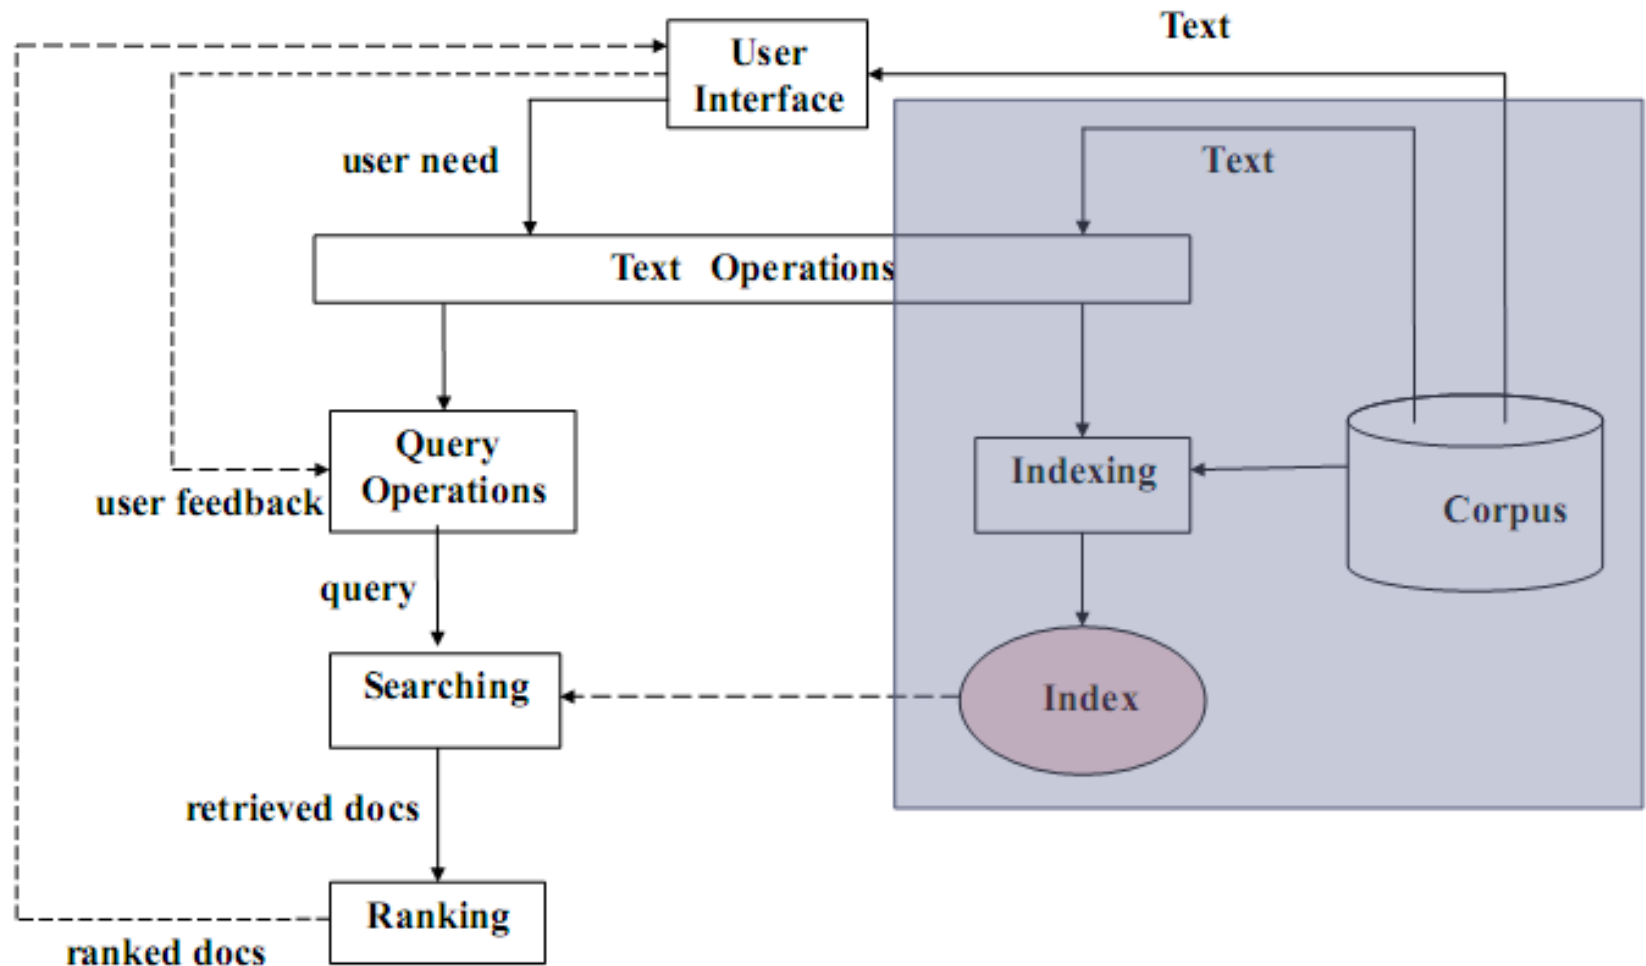 Text
User
Interface
user need
Text
Text Operations
Query
Operations
Indexing
user feedback
Corpus
query
Searching
Index
retrieved docs
Ranking
ranked docs